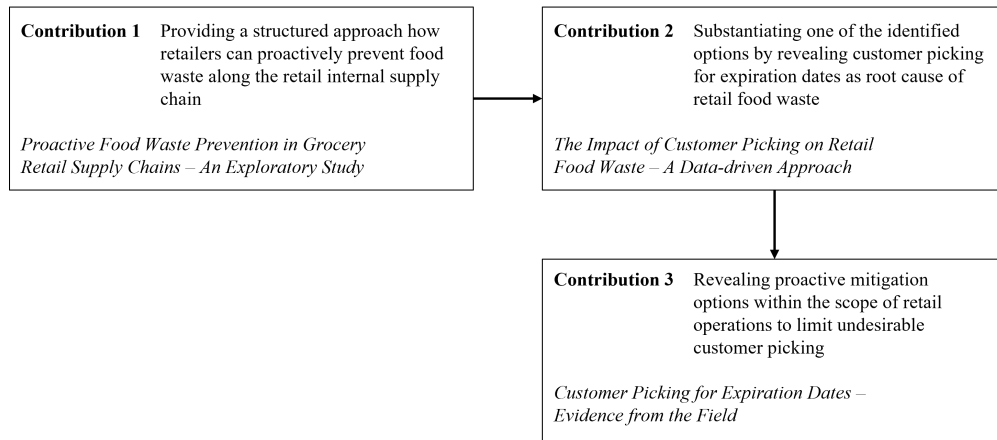 Contribution 1 Providing a structured approach how
retailers can proactively prevent food
waste along the retail internal supply
chain
Proactive Food Waste Prevention in Grocery
Retail Supply Chains – An Exploratory Study
Contribution 2 Substantiating one of the identified
options by revealing customer picking
for expiration dates as root cause of
retail food waste
The Impact of Customer Picking on Retail
Food Waste – A Data-driven Approach
Contribution 3 Revealing proactive mitigation
options within the scope of retail
operations to limit undesirable
customer picking
Customer Picking for Expiration Dates –
Evidence from the Field